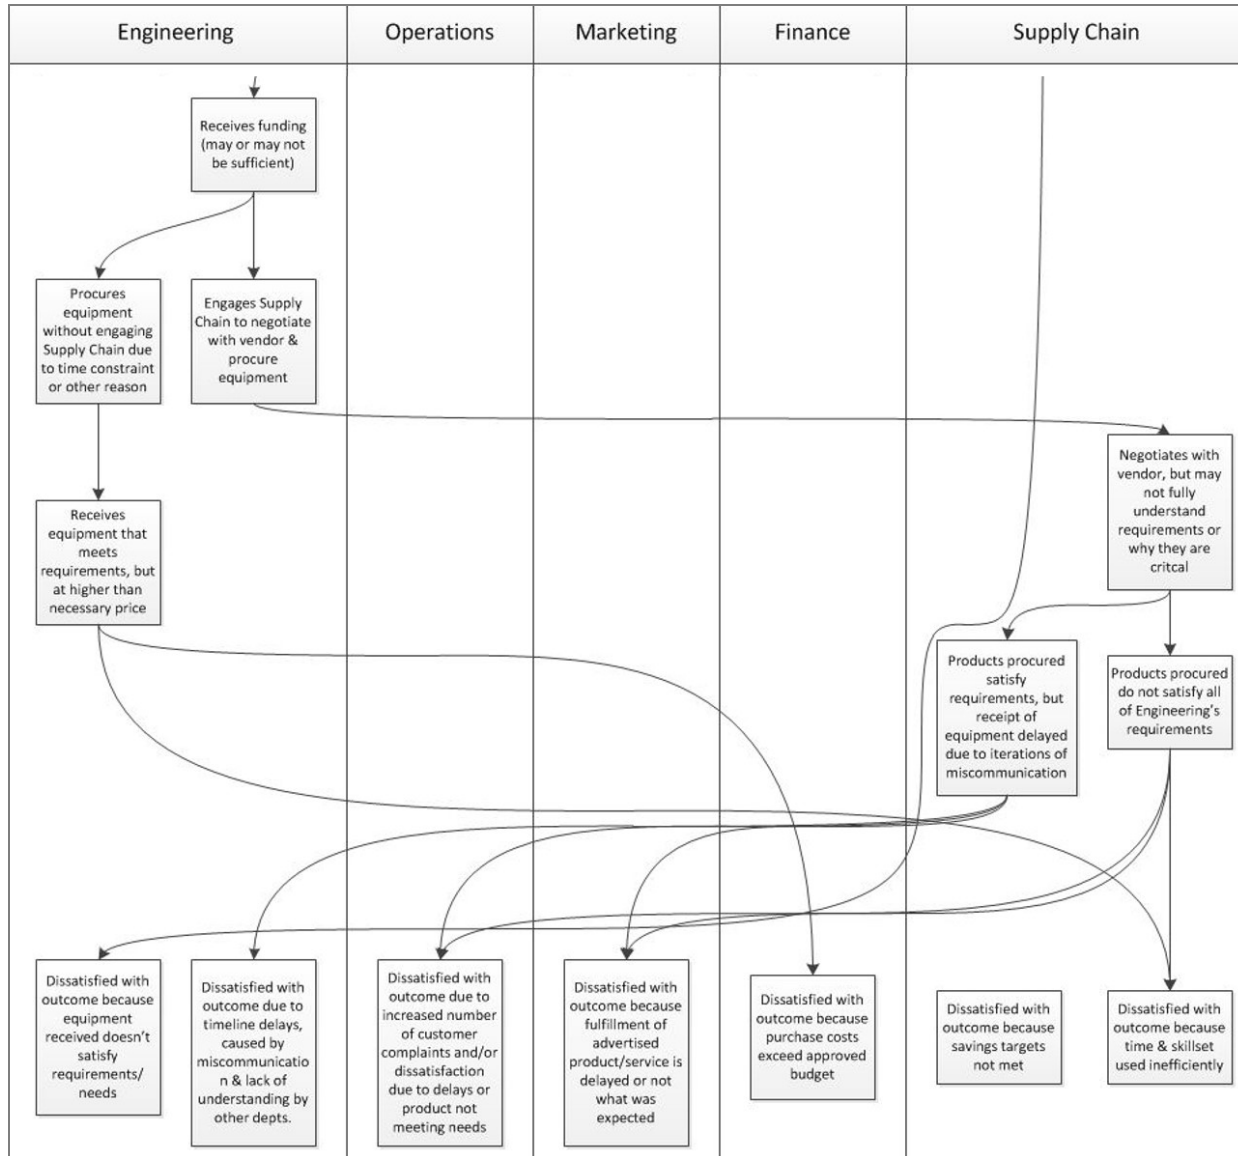 Engineering
Operations
Marketing
Finance
Supply Chain
Receives funding
(may or may not
be sufficient)
Procures
equipment
without engaging
Supply Chain due
to time constraint
or other reason
Engages Supply
Chain to negotiate
with vendor &
procure
equipment
Negotiates with
vendor, but may
not fully
understand
requirements or
why they are
critcal
Receives
equipment that
meets
requirements, but
at higher than
necessary price
Products procured
satisfy
requirements, but
receipt of
equipment delayed
due to iterations of
miscommunication
Products procured
do not satisfy all
of Engineering’s
requirements
Dissatisfied with
outcome because
equipment
received doesn’t
satisfy
requirements/
needs
Dissatisfied with
outcome due to
timeline delays,
caused by
miscommunicatio
n & lack of
understanding by
other depts.
Dissatisfied with
outcome due to
increased number
of customer
complaints and/or
dissatisfaction
due to delays or
product not
meeting needs
Dissatisfied with
outcome because
fulfillment of
advertised
product/service is
delayed or not
what was
expected
Dissatisfied with
outcome because
purchase costs
exceed approved
budget
Dissatisfied with
outcome because
savings targets
not met
Dissatisfied with
outcome because
time & skillset
used inefficiently